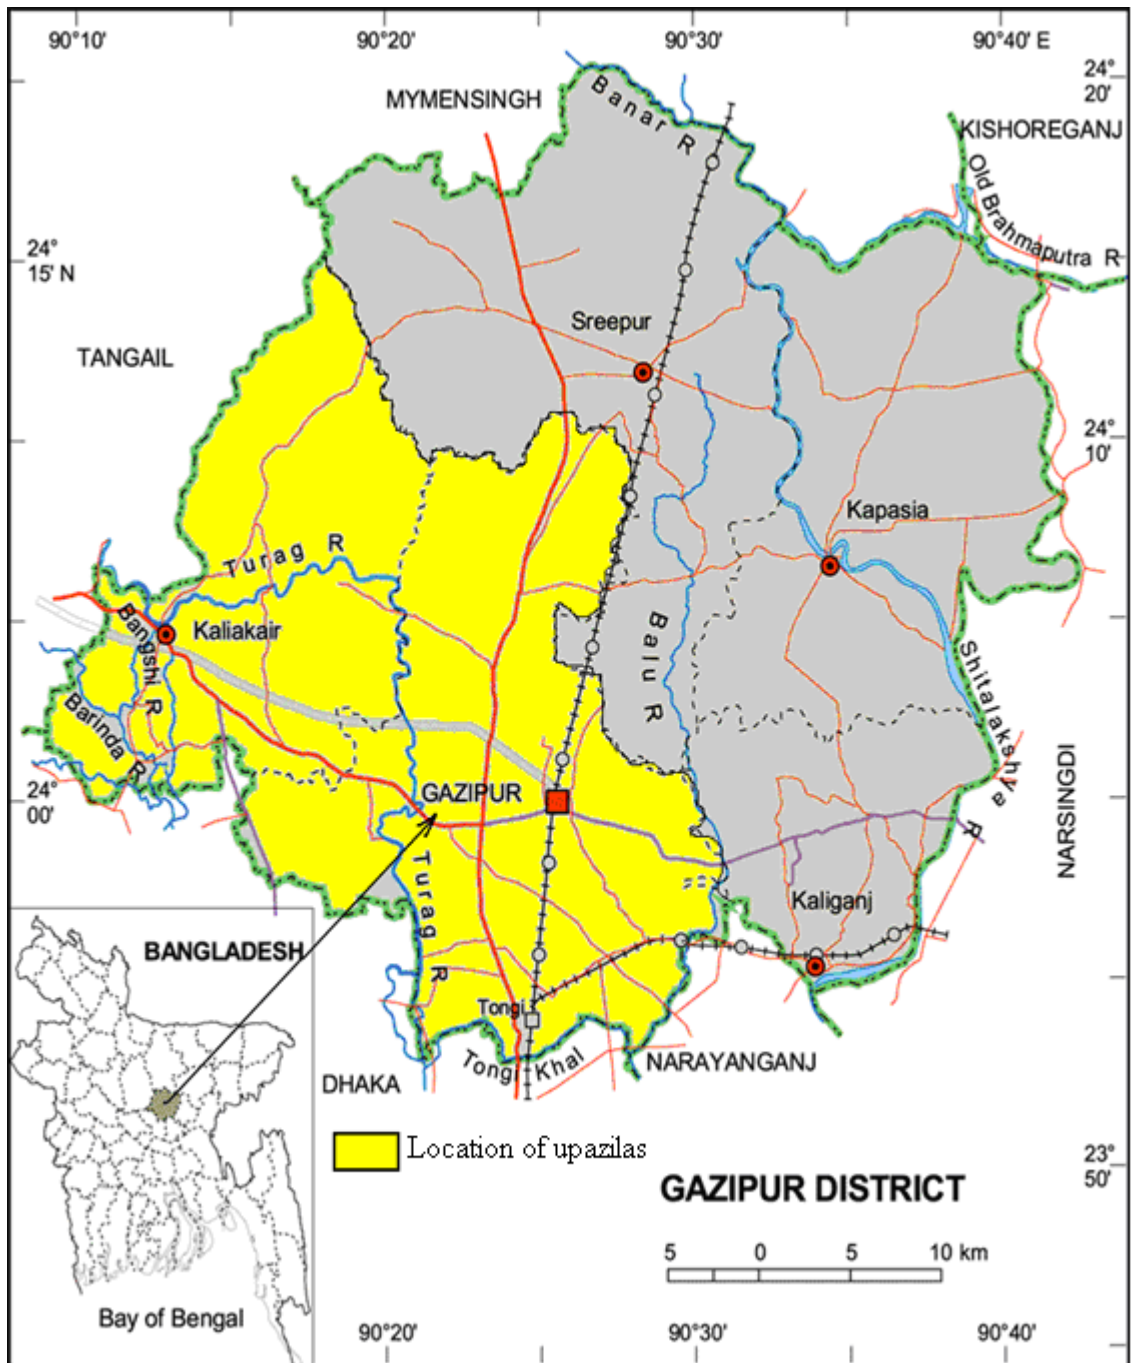 90°10' 90°20' 90°30' 90°40' E
24°
20'
MYMENSINGH
Banar R
KISHOREGANJ
Old Brahmaputra R
24°
15' N
Sreepur
TANGAIL
24°
10'
Kapasia
Turag R
Bangshi R
Kaliakair
Balu R
Shitalakshya R
Barinda R
24°
00'
GAZIPUR
NARSINGDI
Turag R
Kaliganj
BANGLADESH
Tongi
Tongi Khal
NARAYANGANJ
DHAKA
Location of upazilas
23°
50'
GAZIPUR DISTRICT
5 0 5 10 km
Bay of Bengal
90°20' 90°30' 90°40'